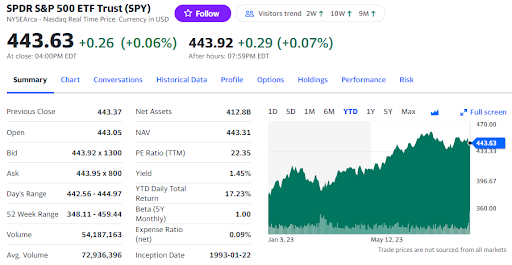 SPDR S&P 500 ETF Trust (SPY)
NYSEArca - Nasdaq Real Time Price. Currency in USD
Follow
Visitors trend 2W ↑ 10W ↑ 9M ↑
443.63 +0.26 (+0.06%)
At close: 04:00PM EDT
443.92 +0.29 (+0.07%)
After hours: 07:59PM EDT
Summary Chart Conversations Historical Data Profile Options Holdings Performance Risk
Previous Close 443.37
Open 443.05
Bid 443.92 x 1300
Ask 443.95 x 800
Day's Range 442.56 - 444.97
52 Week Range 348.11 - 459.44
Volume 54,187,163
Avg. Volume 72,936,396
Net Assets 412.8B
NAV 443.31
PE Ratio (TTM) 22.35
Yield 1.45%
YTD Daily Total
Return 17.23%
Beta (5Y
Monthly) 1.00
Expense Ratio
(net) 0.09%
Inception Date 1993-01-22
1D 5D 1M 6M YTD 1Y 5Y Max Full screen
470.00
443.63
433.33
396.67
360.00
Jan 3, 23 May 12, 23
Trade prices are not sourced from all markets